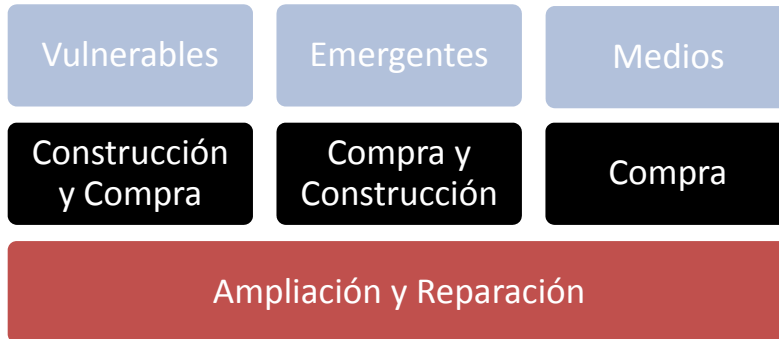 Vulnerables
Emergentes
Medios
Construcción
y Compra
Compra y
Construcción
Compra
Ampliación y Reparación